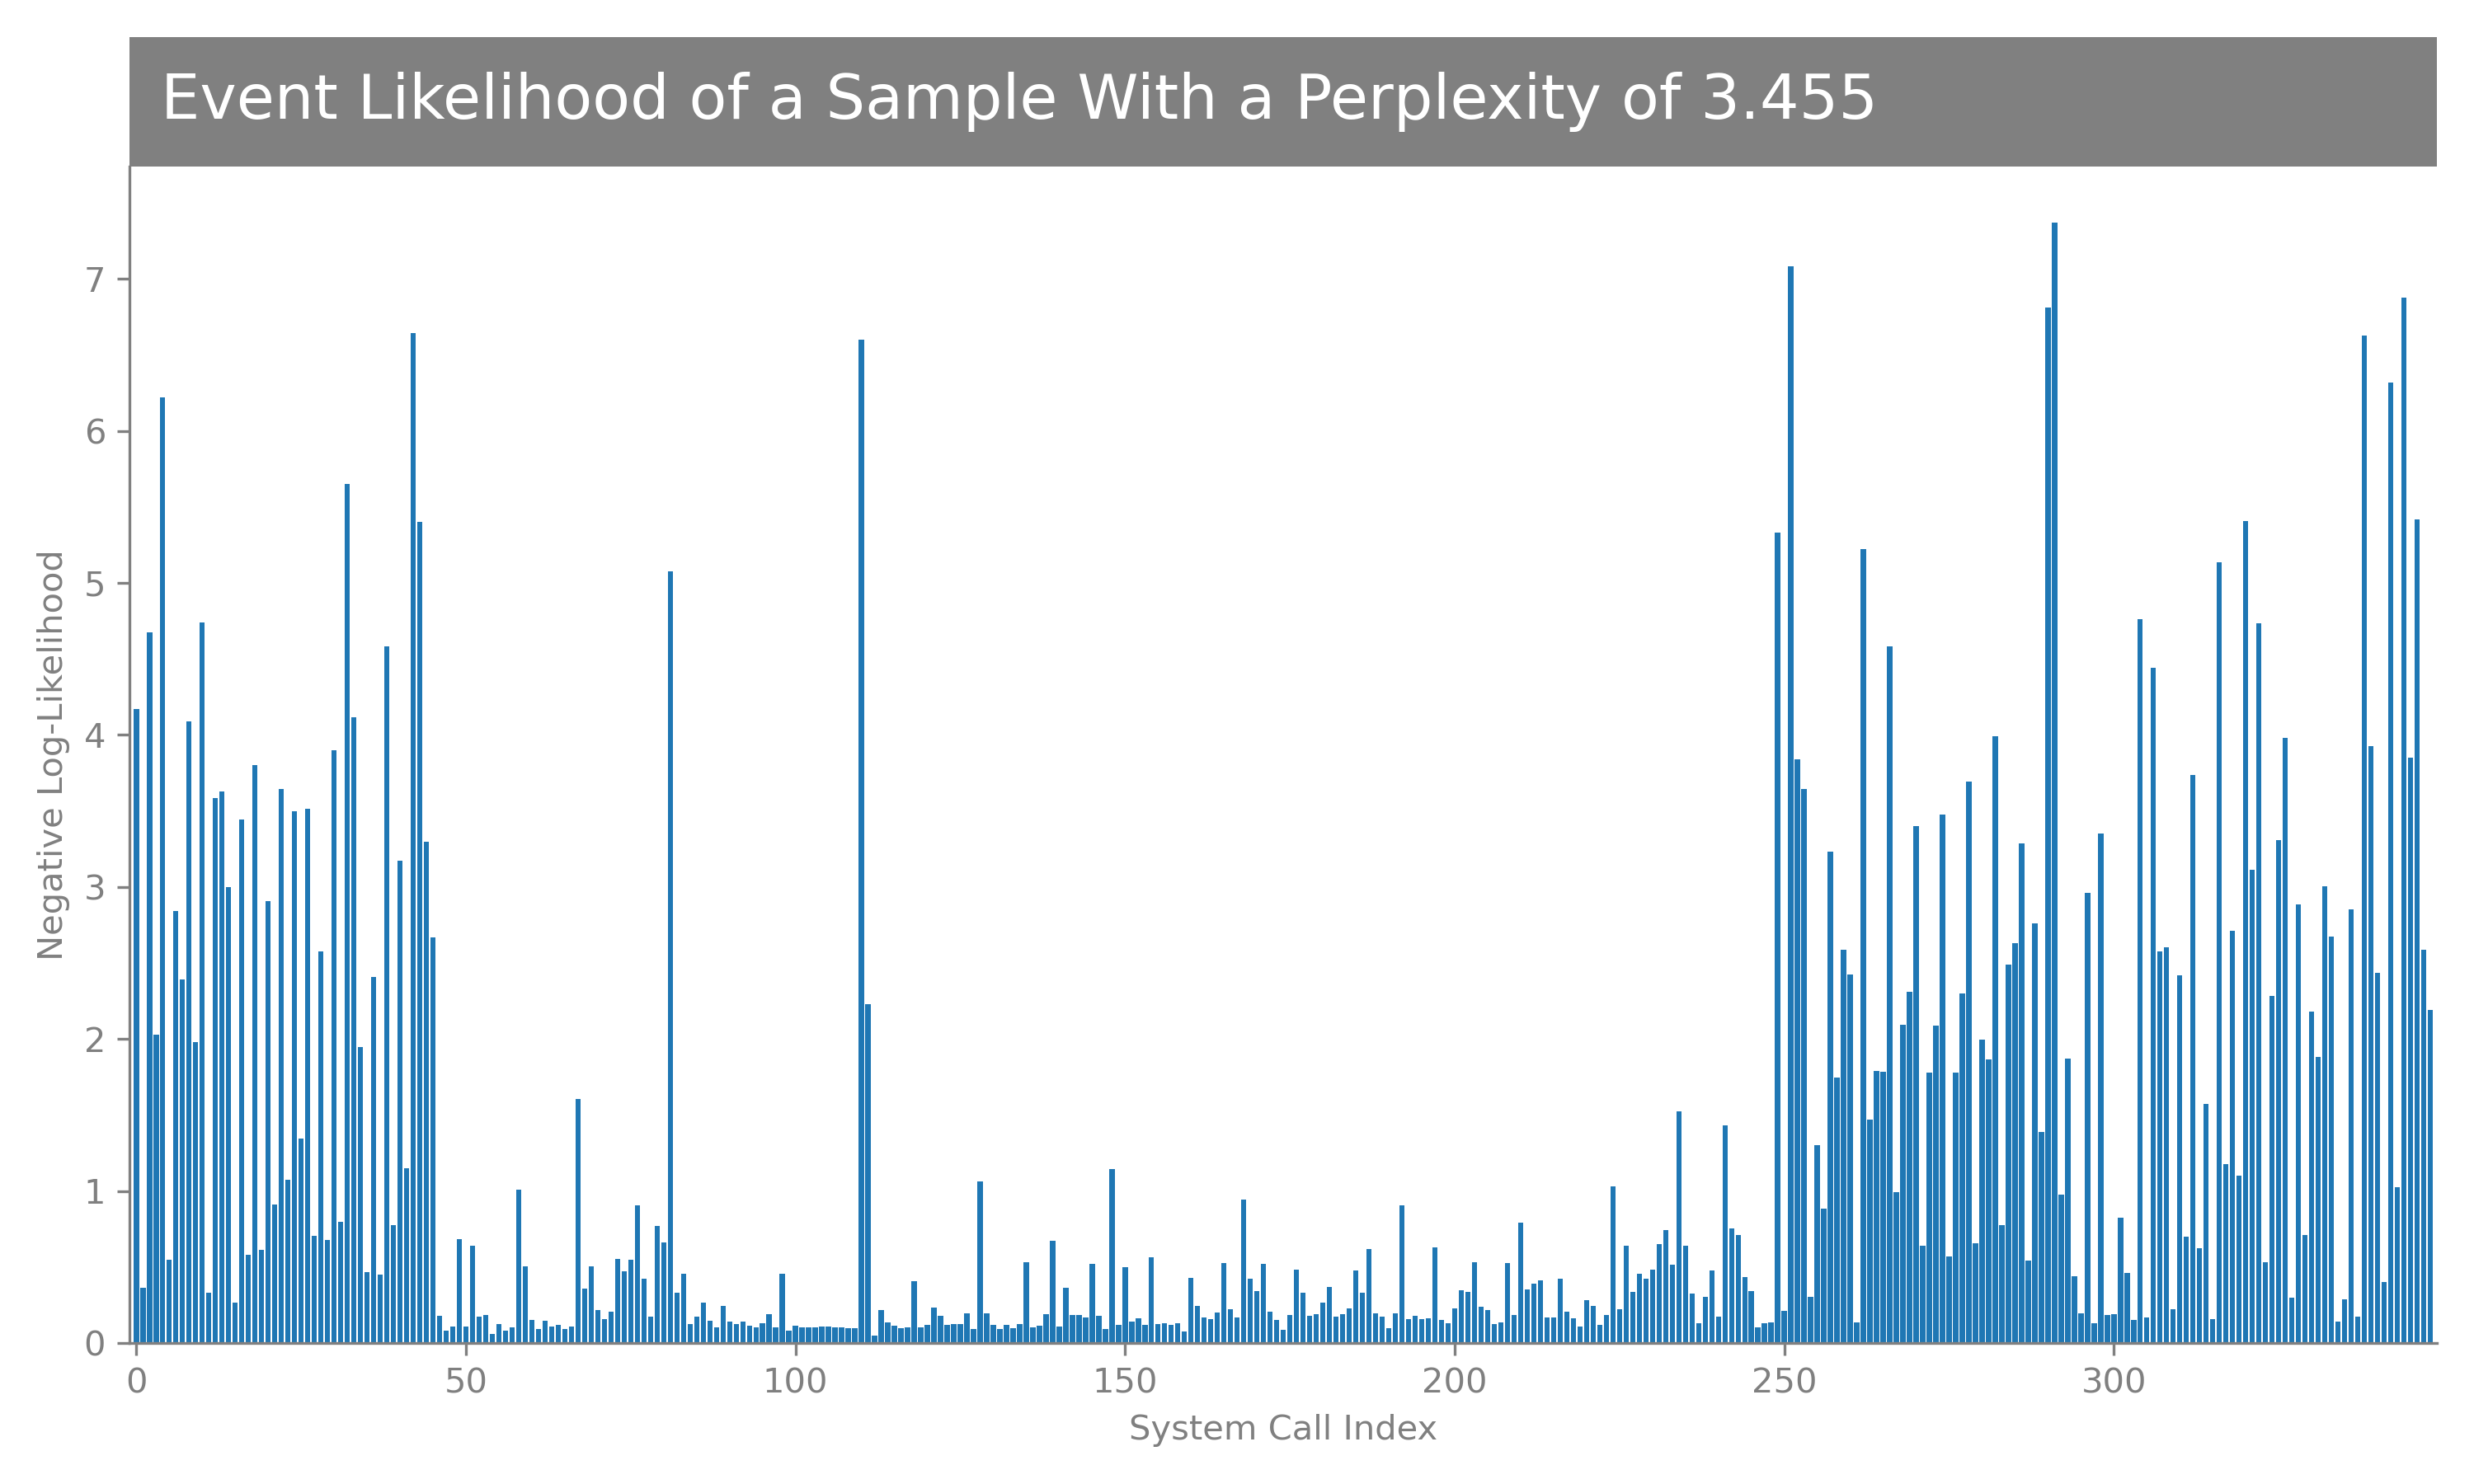 Event Likelihood of a Sample With a Perplexity of 3.455
7
6
5
4
3
2
1
0
Negative Log-Likelihood
0 50 100 150 200 250 300
System Call Index